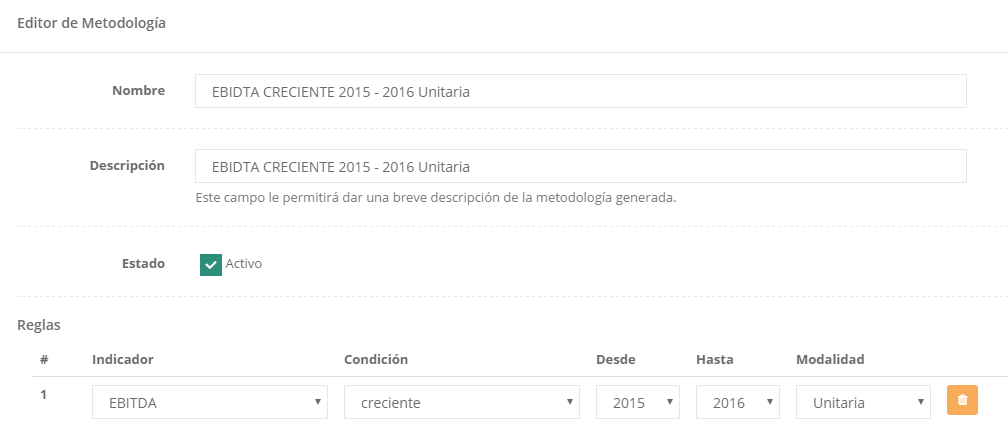 Editor de Metodología
Nombre
EBIDTA CRECIENTE 2015 - 2016 Unitaria
Descripción
EBIDTA CRECIENTE 2015 - 2016 Unitaria
Este campo le permitirá dar una breve descripción de la metodología generada.
Estado
Activo
Reglas
# Indicador Condición Desde Hasta Modalidad
1 EBITDA creciente 2015 2016 Unitaria